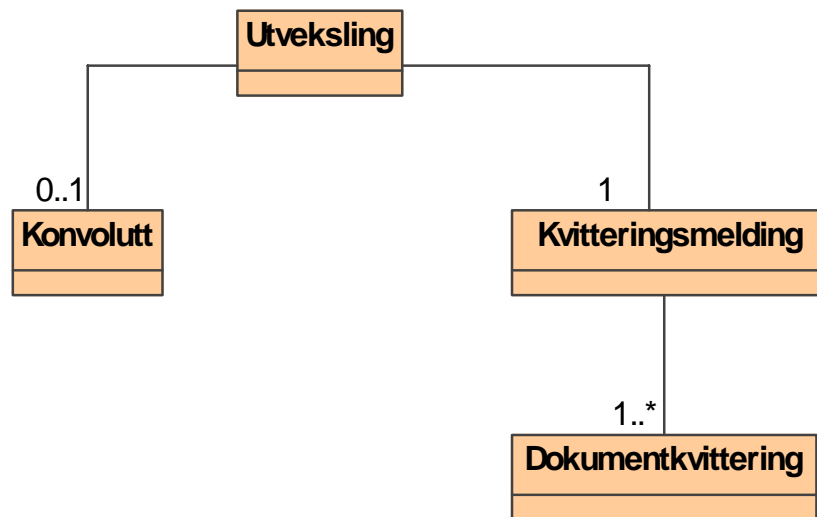 Utveksling
0..1
1
Konvolutt
Kvitteringsmelding
1..*
Dokumentkvittering